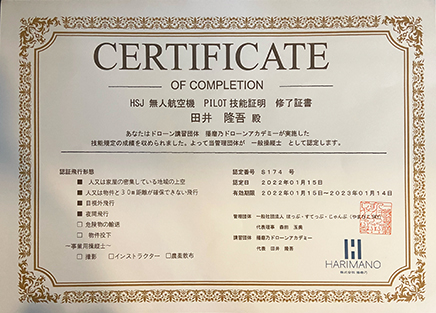 CERTIFICATE
OF COMPLETION
HSJ 無人航空機 PILOT 技能証明 修了証書
田井 隆吾 殿
あなたはドローン講習団体 播磨乃ドローンアカデミーが実施した
技能規定の成績を収められました。よって当管理団体が 一般操縦士 として認定します。
認証飛行形態
■ 人又は家屋の密集している地域の上空
■ 人又は物件と30m距離が確保できない飛行
■ 目視外飛行
■ 夜間飛行
□ 危険物の輸送
□ 物件投下
ー事業用操縦士ー
□撮影 □インストラクター □農薬散布
認定番号 S174 号
認定日 2022年01月15日
有効期間 2022年01月15日~2023年01月14日
管理団体 一般社団法人 ほっぷ・すてっぷ・じゃんぷ
代表理事 森前 玉美
講習団体 播磨乃ドローンアカデミー
代表 田井 隆吾
HARIMANO
株式会社 播磨乃